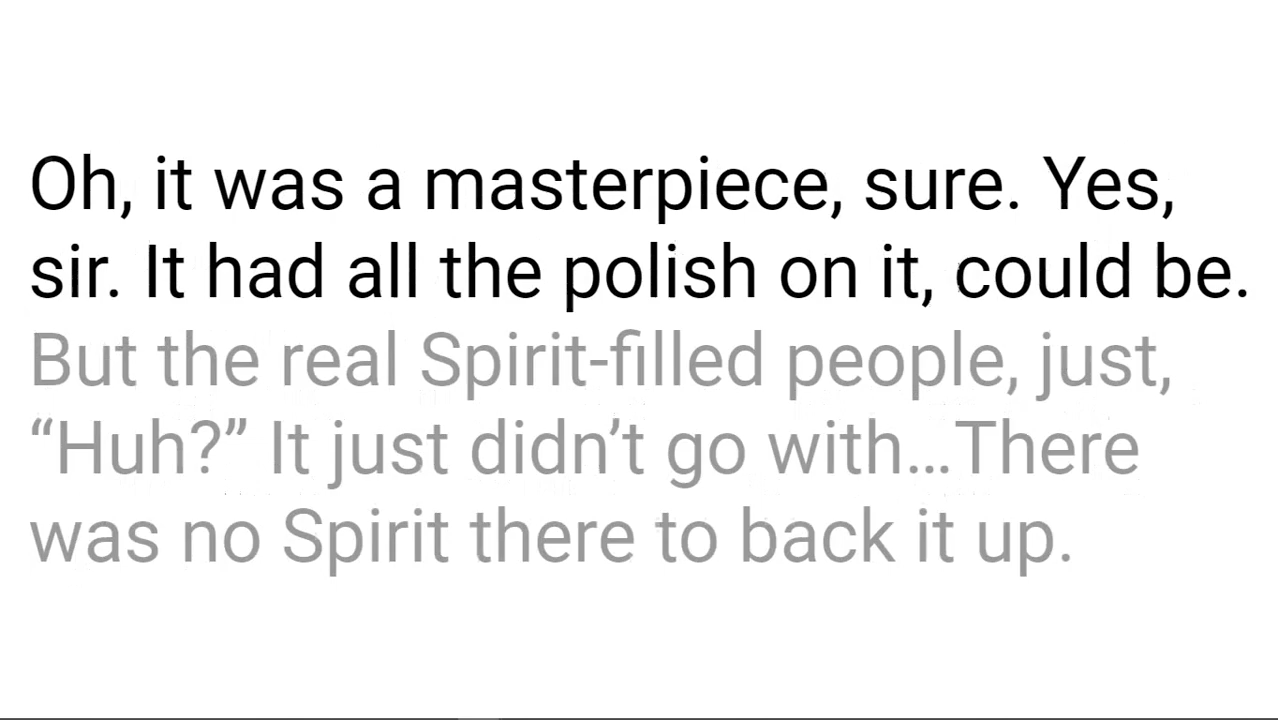 Oh, it was a masterpiece, sure. Yes,
sir. It had all the polish on it, could be.
But the real Spirit-filled people, just,
“Huh?” It just didn’t go with…There
was no Spirit there to back it up.